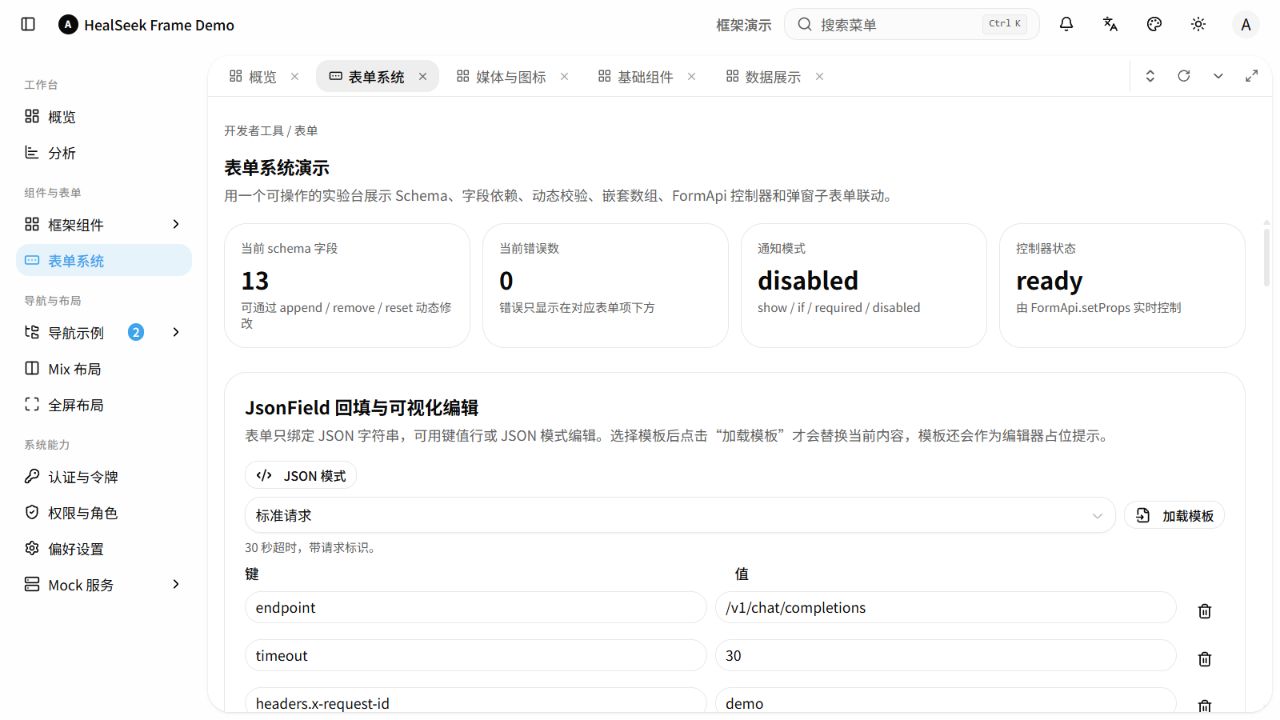 A HealSeek Frame Demo
框架演示
搜索菜单
Ctrl K
A
工作台
概览
分析
组件与表单
框架组件
表单系统
导航与布局
导航示例 2
Mix 布局
全屏布局
系统能力
认证与令牌
权限与角色
偏好设置
Mock 服务
概览
表单系统
媒体与图标
基础组件
数据展示
开发者工具 / 表单
表单系统演示
用一个可操作的实验台展示 Schema、字段依赖、动态校验、嵌套数组、FormApi 控制器和弹窗子表单联动。
当前 schema 字段
13
可通过 append / remove / reset 动态修
改
当前错误数
0
错误只显示在对应表单项下方
通知模式
disabled
show / if / required / disabled
控制器状态
ready
由 FormApi.setProps 实时控制
JsonField 回填与可视化编辑
表单只绑定 JSON 字符串，可用键值行或 JSON 模式编辑。选择模板后点击“加载模板”才会替换当前内容，模板还会作为编辑器占位提示。
JSON 模式
标准请求
加载模板
30 秒超时，带请求标识。
键 值
endpoint /v1/chat/completions
timeout 30
headers.x-request-id demo